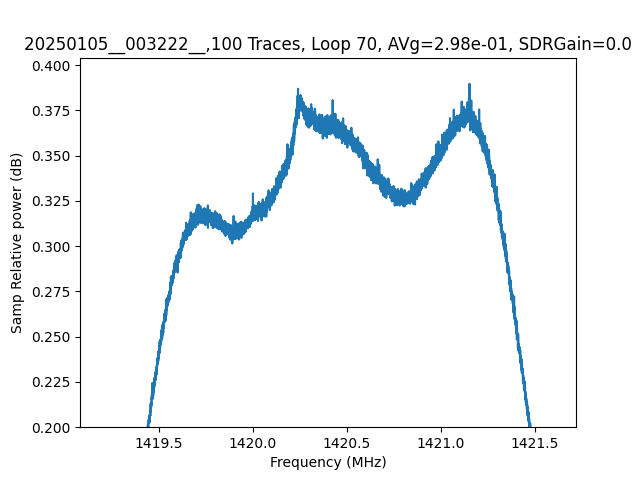 20250105__003222__,100 Traces, Loop 70, AVg=2.98e-01, SDRGain=0.0
0.400
0.375
0.350
0.325
0.300
0.275
0.250
0.225
0.200
Samp Relative power (dB)
1419.5 1420.0 1420.5 1421.0 1421.5
Frequency (MHz)